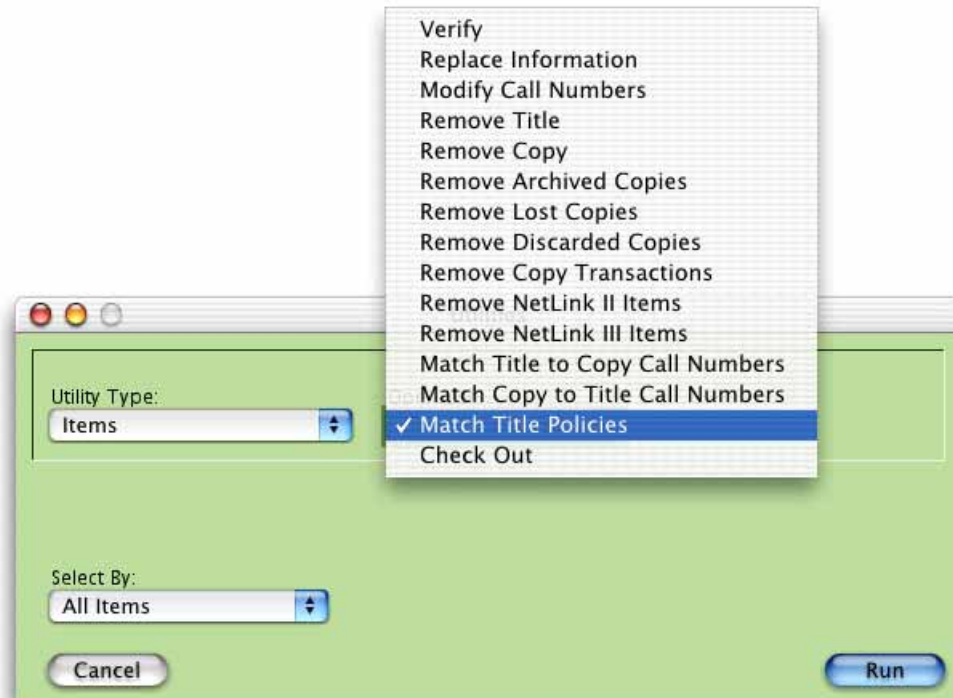 Verify
Replace Information
Modify Call Numbers
Remove Title
Remove Copy
Remove Archived Copies
Remove Lost Copies
Remove Discarded Copies
Remove Copy Transactions
Remove NetLink II Items
Remove NetLink III Items
Match Title to Copy Call Numbers
Match Copy to Title Call Numbers
✓ Match Title Policies
Check Out
Utility Type:
Items
Select By:
All Items
Cancel
Run